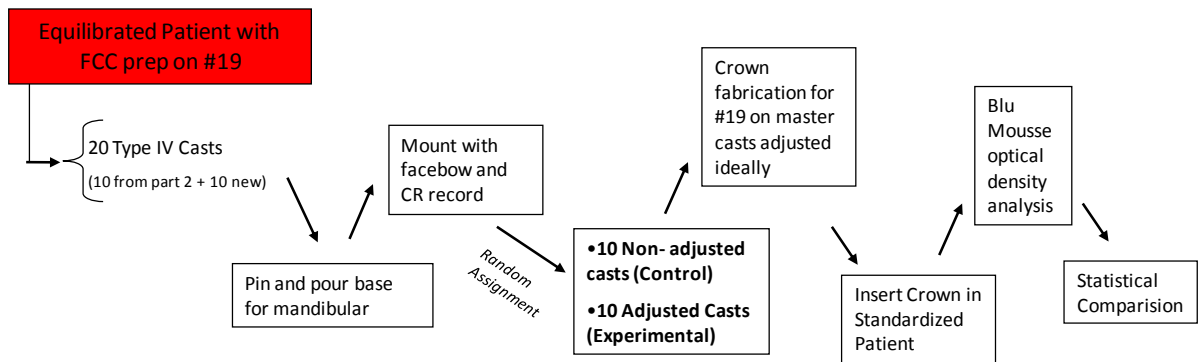 Equilibrated Patient with
FCC prep on #19
20 Type IV Casts
(10 from part 2 + 10 new)
Pin and pour base
for mandibular
Mount with
facebow and
CR record
Random
Assignment
•10 Non- adjusted
casts (Control)
•10 Adjusted Casts
(Experimental)
Crown
fabrication for
#19 on master
casts adjusted
ideally
Insert Crown in
Standardized
Patient
Blu
Mousse
optical
density
analysis
Statistical
Comparision